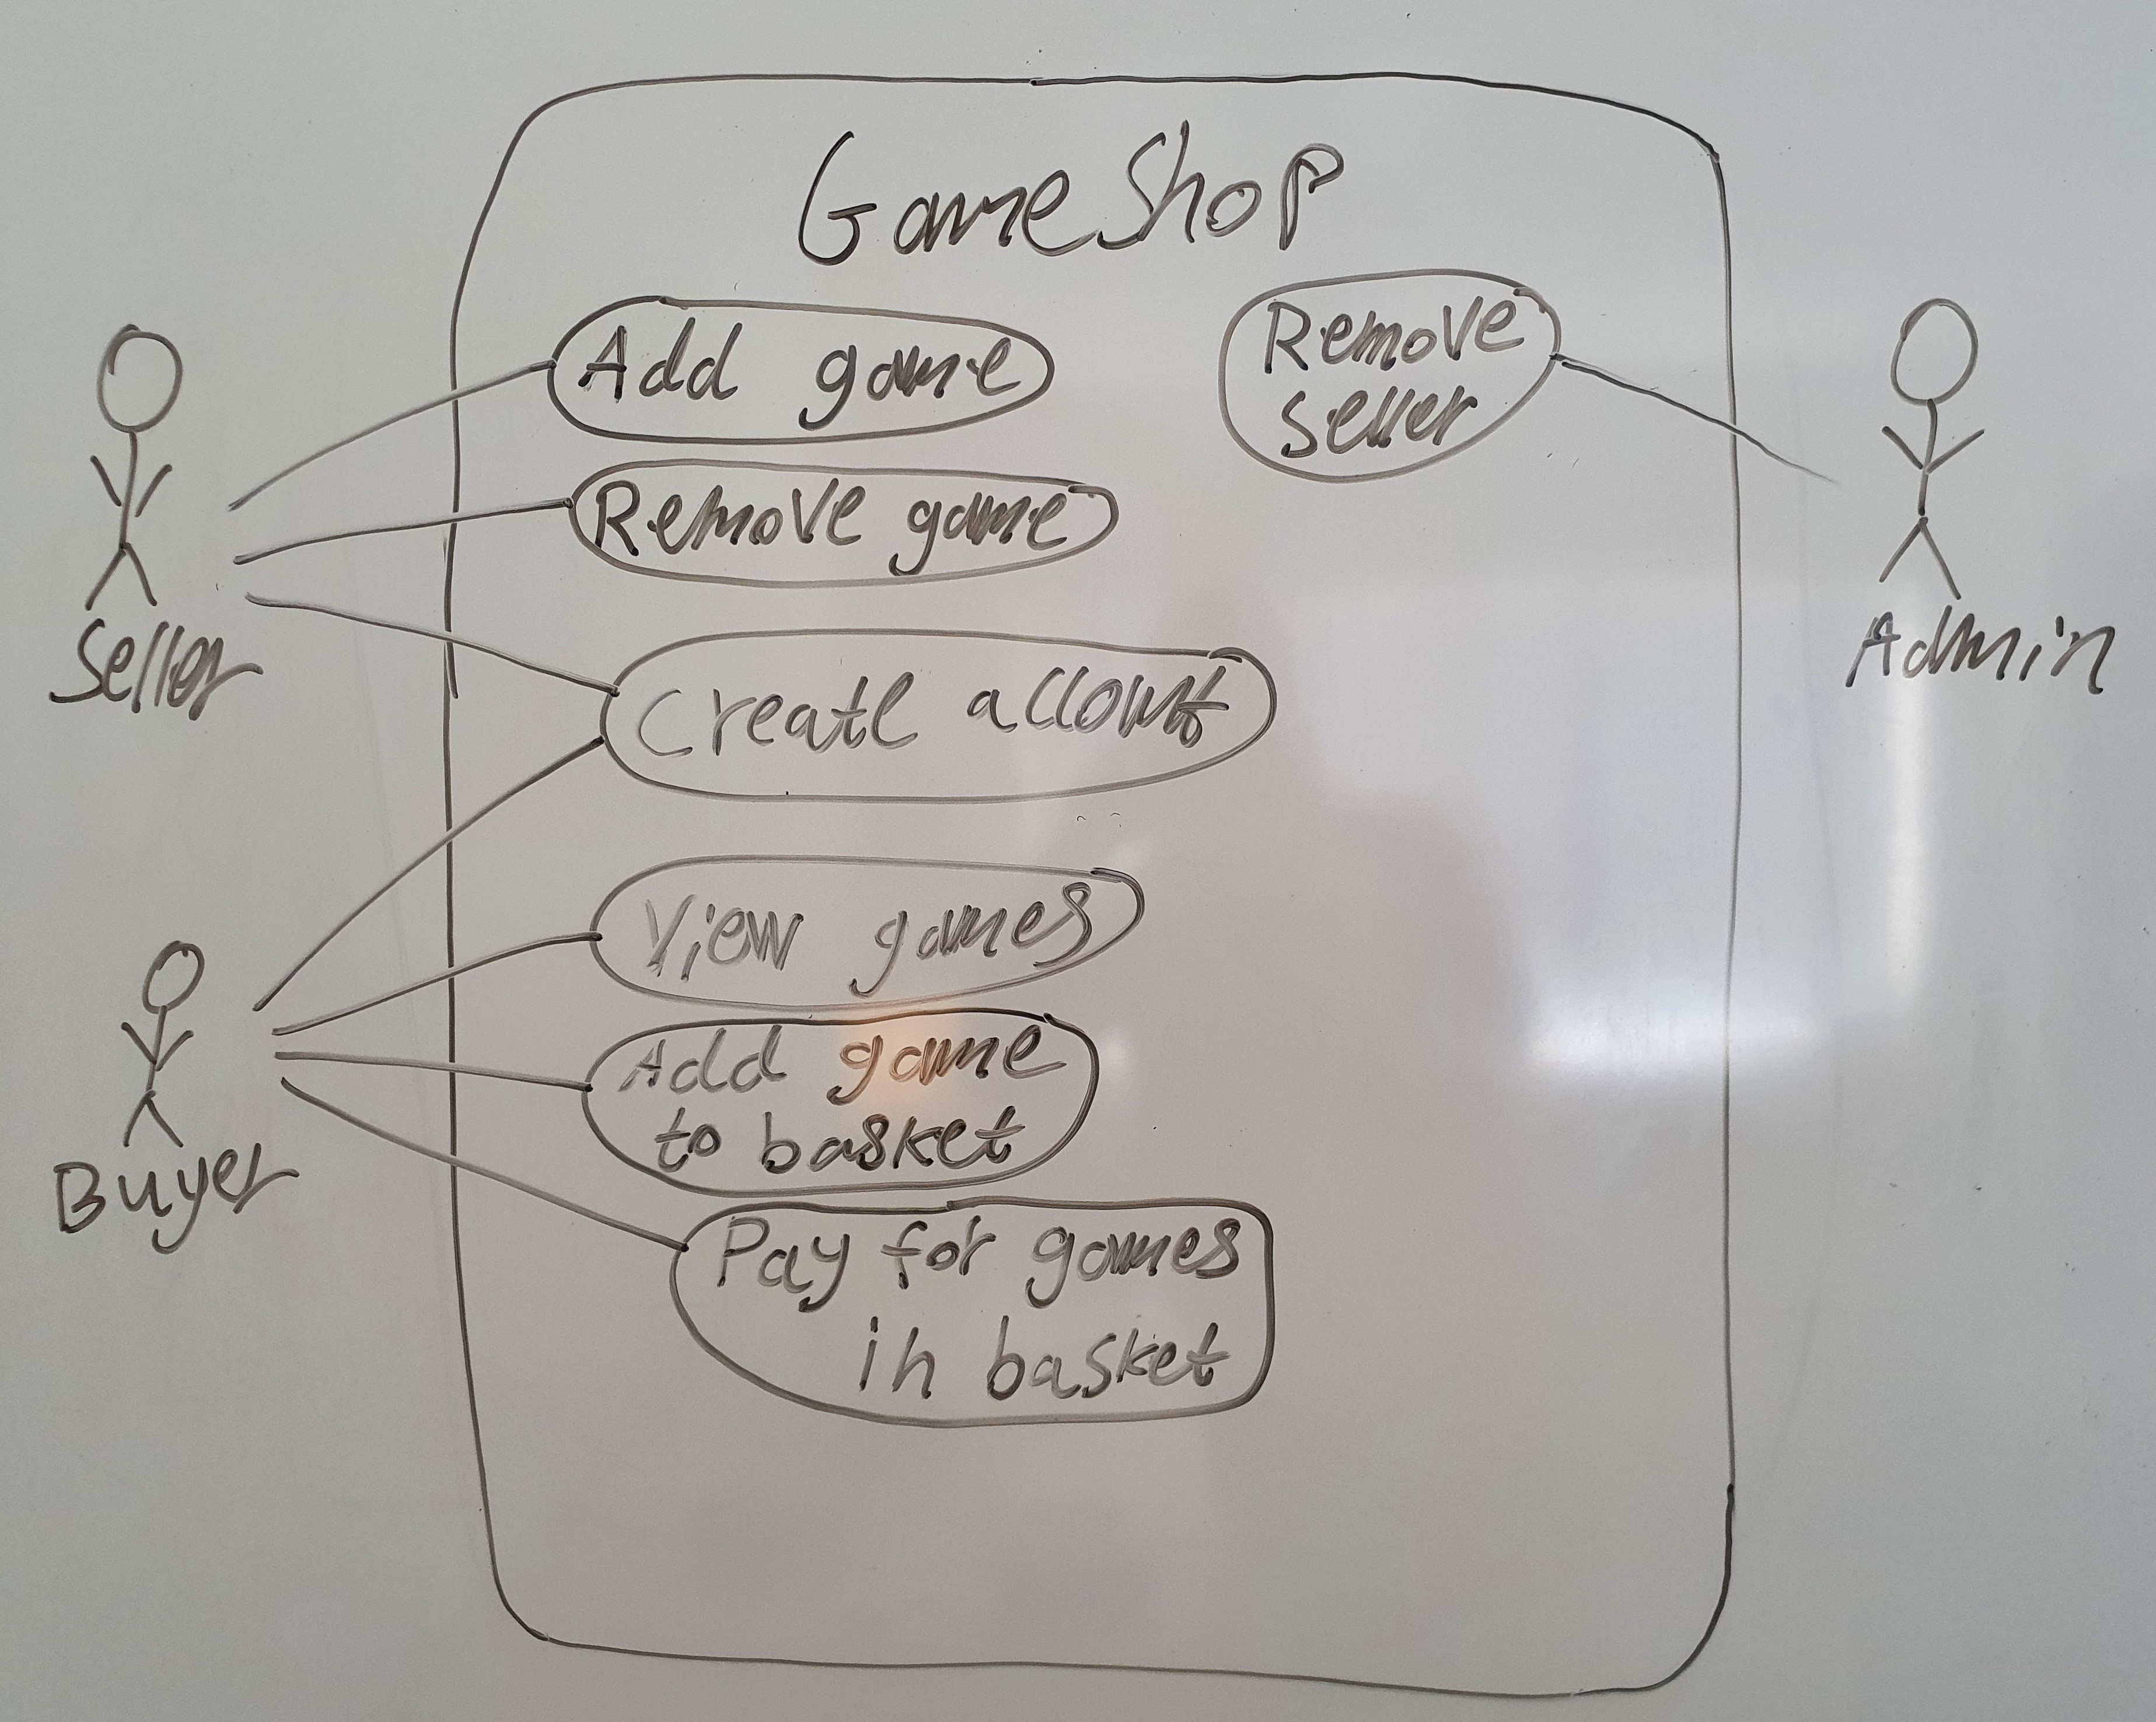 GameShop
Add game
Remove
seller
Remove game
Seller
Admin
Create account
View games
Add game
to basket
Buyer
Pay for games
in basket